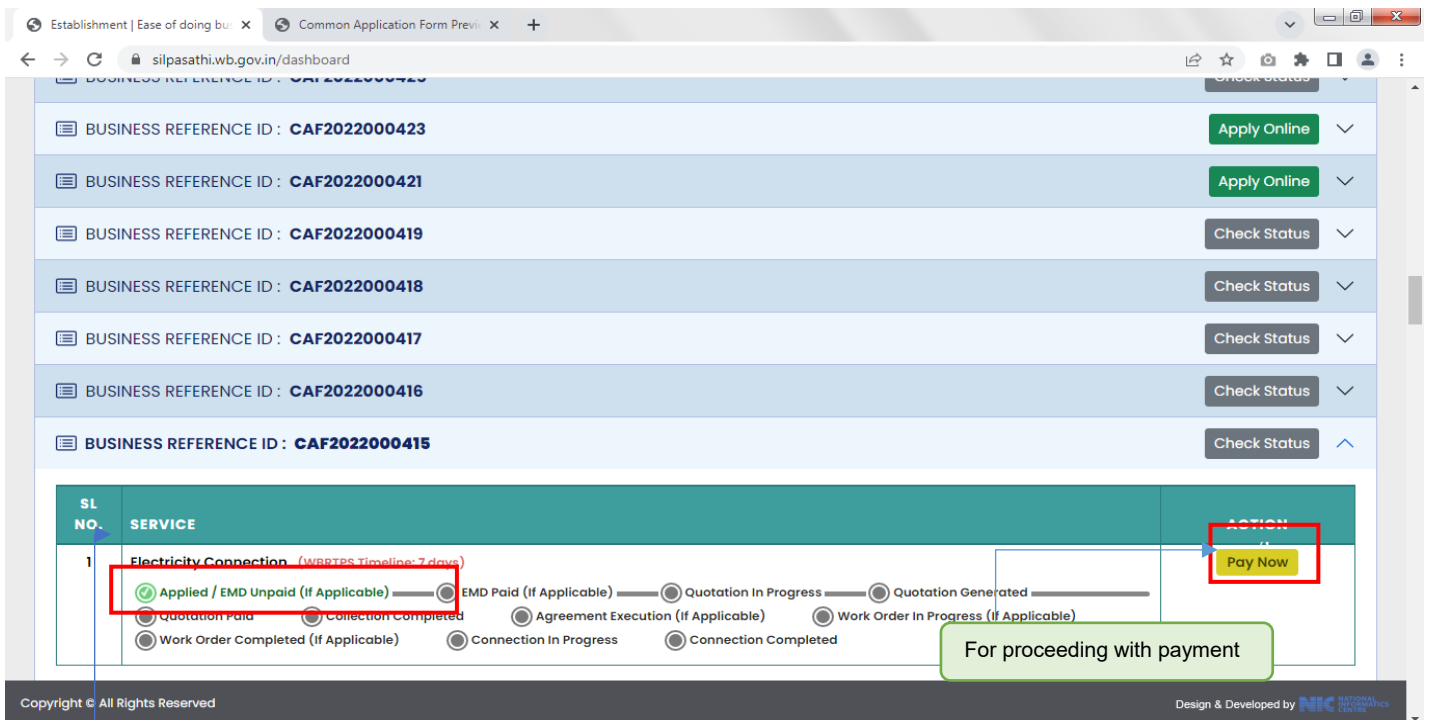 Establishment | Ease of doing bu
Common Application Form Previ
silpasathi.wb.gov.in/dashboard
BUSINESS REFERENCE ID : CAF2022000423 Apply Online
BUSINESS REFERENCE ID : CAF2022000421 Apply Online
BUSINESS REFERENCE ID : CAF2022000419 Check Status
BUSINESS REFERENCE ID : CAF2022000418 Check Status
BUSINESS REFERENCE ID : CAF2022000417 Check Status
BUSINESS REFERENCE ID : CAF2022000416 Check Status
BUSINESS REFERENCE ID : CAF2022000415 Check Status
SL
NO. SERVICE ACTION
1 Electricity Connection (WBRTPS Timeline: 7 days) Pay Now
Applied / EMD Unpaid (If Applicable) EMD Paid (If Applicable) Quotation In Progress Quotation Generated
Quotation Paid Collection Completed Agreement Execution (If Applicable) Work Order In Progress (If Applicable)
Work Order Completed (If Applicable) Connection In Progress Connection Completed
For proceeding with payment
Copyright © All Rights Reserved Design & Developed by NIC NATIONAL INFORMATICS CENTRE